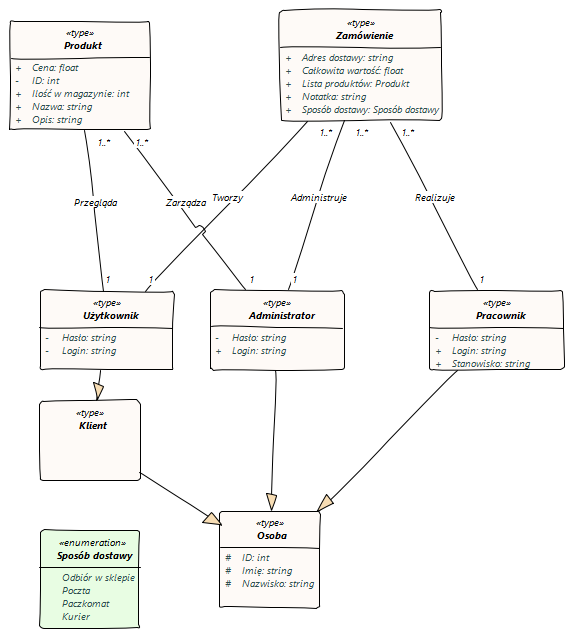 «type»
Produkt
+ Cena: float
- ID: int
+ Ilość w magazynie: int
+ Nazwa: string
+ Opis: string
«type»
Zamówienie
+ Adres dostawy: string
+ Całkowita wartość: float
+ Lista produktów: Produkt
+ Notatka: string
+ Sposób dostawy: Sposób dostawy
1..*
1..*
1..*
1..*
1..*
Przegląda
Zarządza
Tworzy
Administruje
Realizuje
1
1
1
1
1
«type»
Użytkownik
- Hasło: string
- Login: string
«type»
Administrator
- Hasło: string
+ Login: string
«type»
Pracownik
- Hasło: string
+ Login: string
+ Stanowisko: string
«type»
Klient
«type»
Osoba
# ID: int
# Imię: string
# Nazwisko: string
«enumeration»
Sposób dostawy
Odbiór w sklepie
Poczta
Paczkomat
Kurier